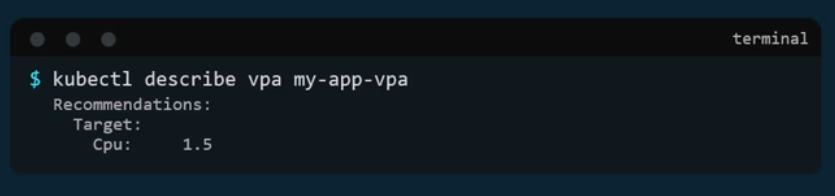 terminal
$ kubectl describe vpa my-app-vpa
Recommendations:
Target:
Cpu: 1.5